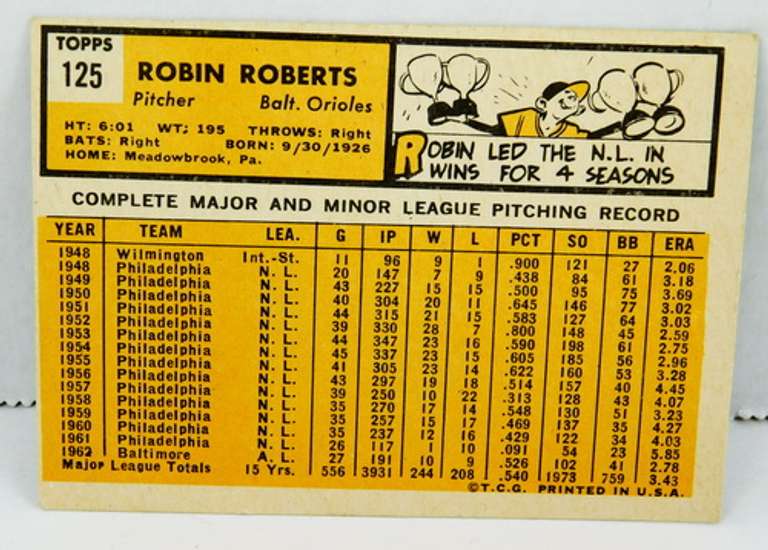 TOPPS
125
ROBIN ROBERTS
Pitcher Balt. Orioles
HT: 6:01 WT: 195 THROWS: Right
BATS: Right BORN: 9/30/1926
HOME: Meadowbrook, Pa.
ROBIN LED THE N.L. IN
WINS FOR 4 SEASONS
COMPLETE MAJOR AND MINOR LEAGUE PITCHING RECORD
YEAR TEAM LEA. G IP W L PCT SO BB ERA
1948 Wilmington Int.-St. 11 96 9 1 .900 121 27 2.06
1948 Philadelphia N. L. 20 147 7 9 .438 84 61 3.18
1949 Philadelphia N. L. 43 227 15 15 .500 95 75 3.69
1950 Philadelphia N. L. 40 304 20 11 .645 146 77 3.02
1951 Philadelphia N. L. 44 315 21 15 .583 127 64 3.03
1952 Philadelphia N. L. 39 330 28 7 .800 148 45 2.59
1953 Philadelphia N. L. 44 347 23 16 .590 198 61 2.75
1954 Philadelphia N. L. 45 337 23 15 .605 185 56 2.96
1955 Philadelphia N. L. 41 305 23 14 .622 160 53 3.28
1956 Philadelphia N. L. 43 297 19 18 .514 157 40 4.45
1957 Philadelphia N. L. 39 250 10 22 .313 128 43 4.07
1958 Philadelphia N. L. 35 270 17 14 .548 130 51 3.23
1959 Philadelphia N. L. 35 257 15 17 .469 137 35 4.27
1960 Philadelphia N. L. 35 237 12 16 .429 122 34 4.03
1961 Philadelphia N. L. 26 117 1 10 .091 54 23 5.85
1962 Baltimore A. L. 27 191 10 9 .526 102 41 2.78
Major League Totals 15 Yrs. 556 3931 244 208 .540 1973 759 3.43
©T.C.G. PRINTED IN U.S.A.